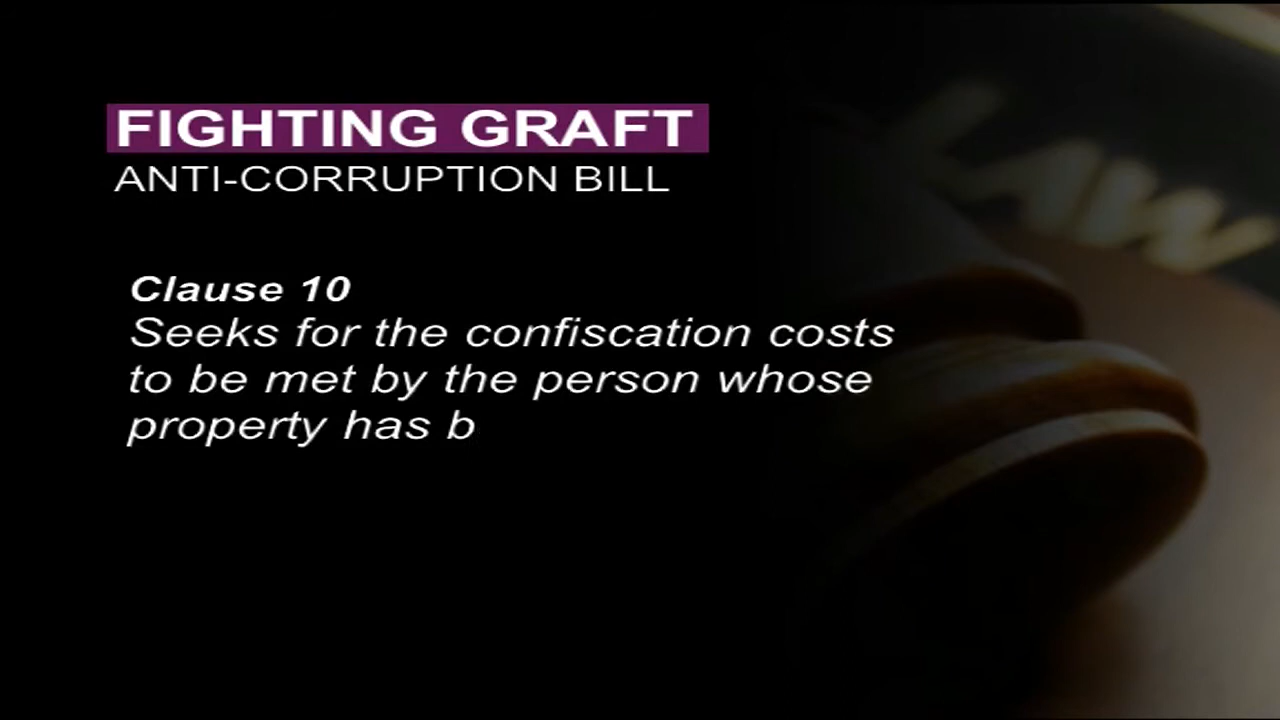 FIGHTING GRAFT
ANTI-CORRUPTION BILL
Clause 10
Seeks for the confiscation costs
to be met by the person whose
property has b
LAW